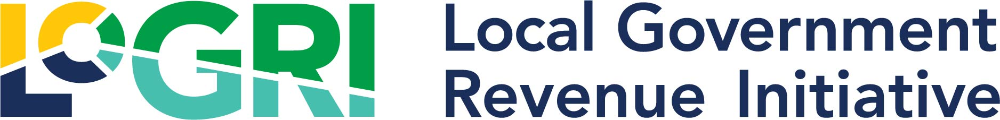 LOGRI
Local Government
Revenue Initiative